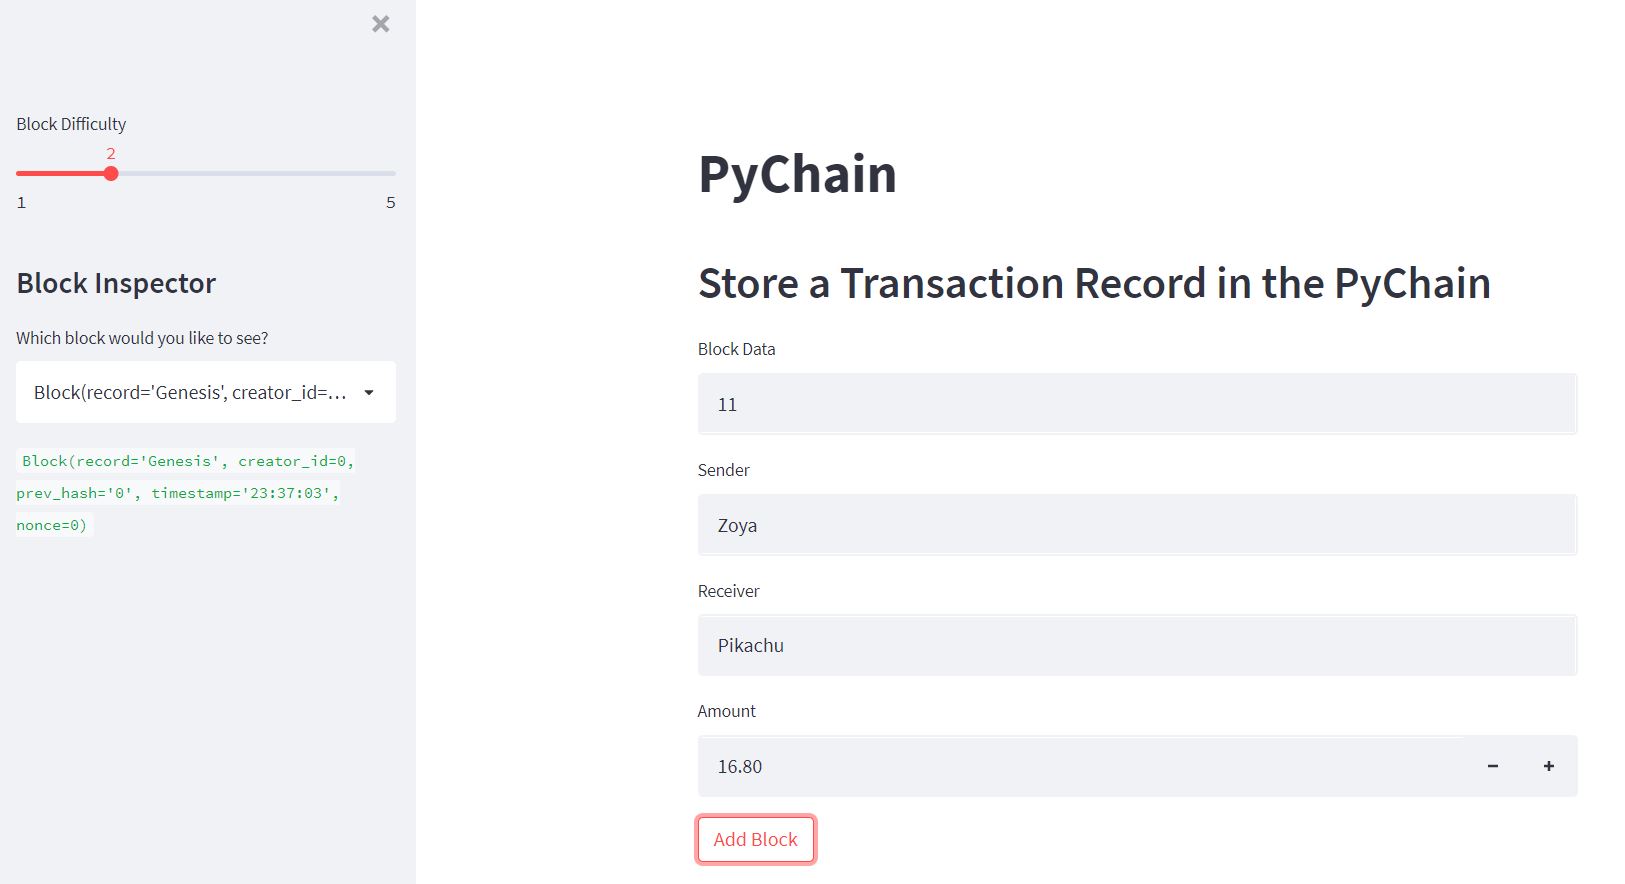 Block Difficulty
2
1 5
Block Inspector
Which block would you like to see?
Block(record='Genesis', creator_id=...
Block(record='Genesis', creator_id=0,
prev_hash='0', timestamp='23:37:03',
nonce=0)
PyChain
Store a Transaction Record in the PyChain
Block Data
11
Sender
Zoya
Receiver
Pikachu
Amount
16.80
Add Block